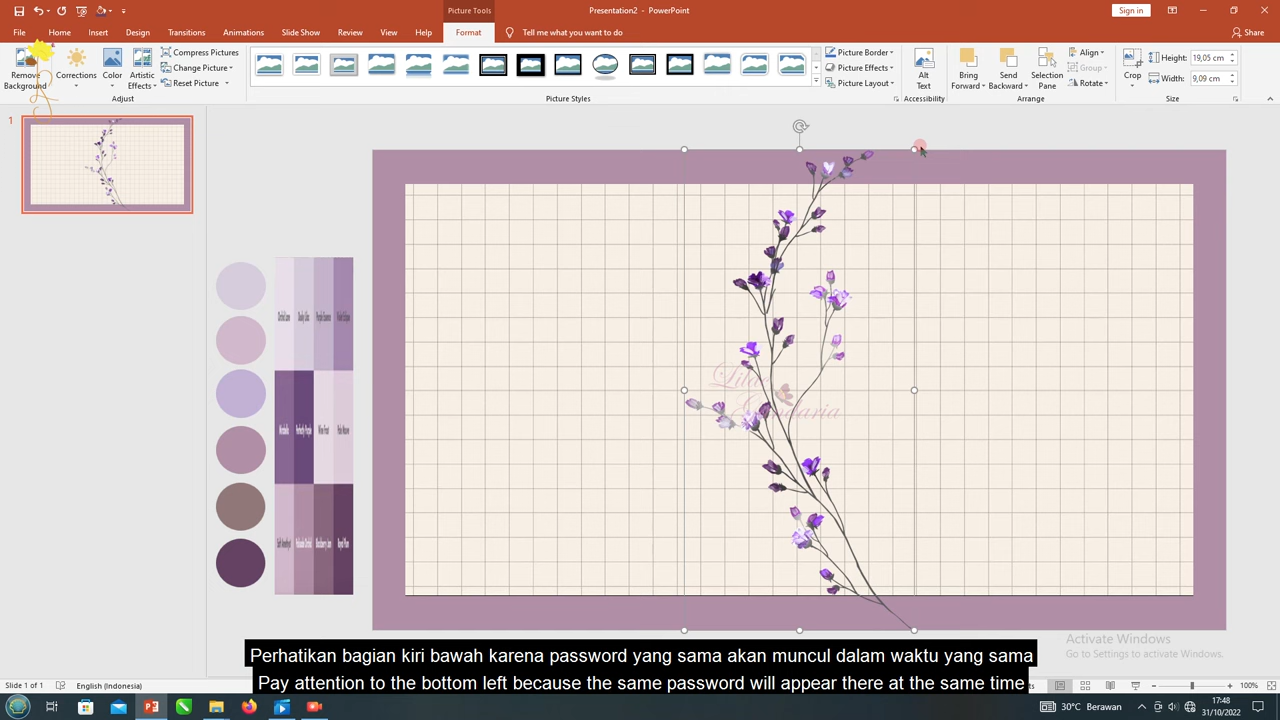 Picture Tools
Presentation2 - PowerPoint
Sign in
File
Home
Insert
Design
Transitions
Animations
Slide Show
Review
View
Help
Format
Tell me what you want to do
Share
Remove Background
Corrections
Color
Artistic Effects
Compress Pictures
Change Picture
Reset Picture
Adjust
Picture Styles
Picture Border
Picture Effects
Picture Layout
Alt Text
Accessibility
Bring Forward
Send Backward
Selection Pane
Align
Group
Rotate
Arrange
Crop
Height: 19,05 cm
Width: 9,09 cm
Size
1
Activate Windows
Go to Settings to activate Windows.
Perhatikan bagian kiri bawah karena password yang sama akan muncul dalam waktu yang sama
Pay attention to the bottom left because the same password will appear there at the same time
Slide 1 of 1
English (Indonesia)
100%
30°C Berawan
17:48
31/10/2022